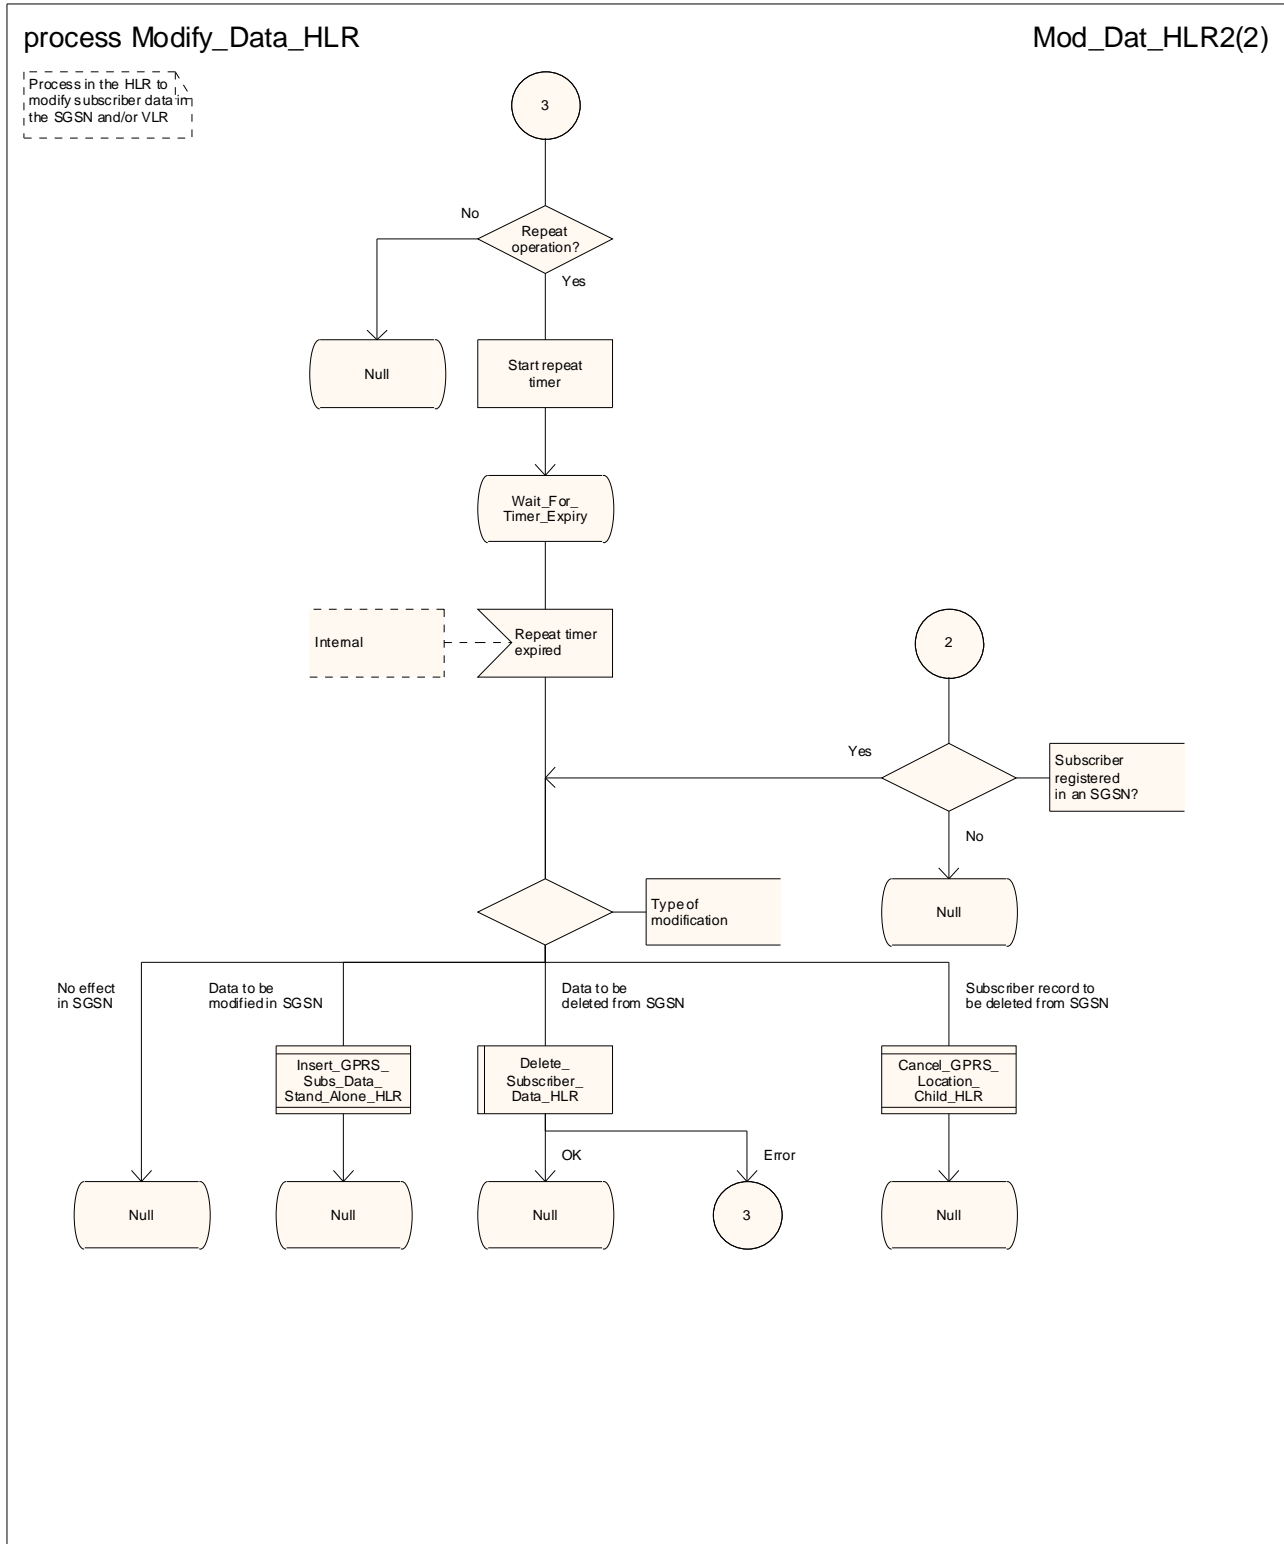 process Modify_Data_HLR
Mod_Dat_HLR2(2)
Process in the HLR to
modify subscriber data in
the SGSN and/or VLR
3
No
Repeat
operation?
Yes
Null
Start repeat
timer
Wait_For_
Timer_Expiry
Internal
Repeat timer
expired
2
Yes
Subscriber
registered
in an SGSN?
No
Type of
modification
Null
No effect
in SGSN
Data to be
modified in SGSN
Data to be
deleted from SGSN
Subscriber record to
be deleted from SGSN
Insert_GPRS_
Subs_Data_
Stand_Alone_HLR
Delete_
Subscriber_
Data_HLR
Cancel_GPRS_
Location_
Child_HLR
OK
Error
Null
Null
Null
3
Null